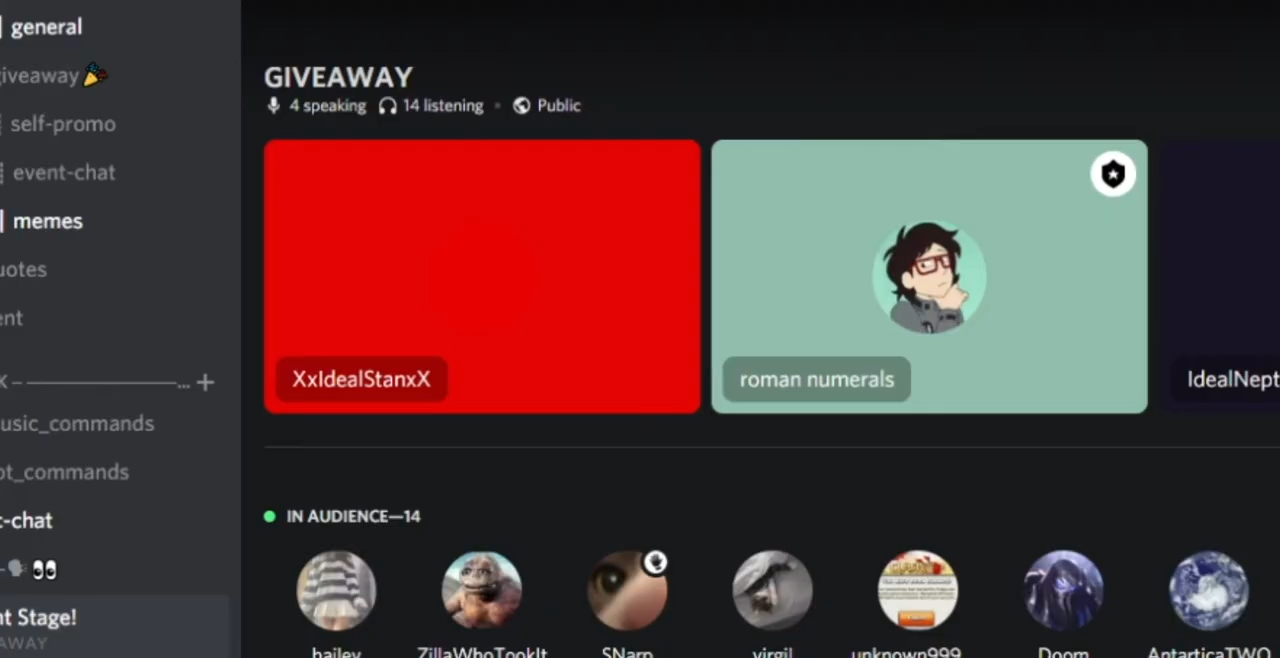 general
giveaway
self-promo
event-chat
memes
uotes
ent
X
usic_commands
ot_commands
-chat
nt Stage!
AWAY
GIVEAWAY
4 speaking 14 listening • Public
XxIdealStanxX
roman numerals
IdealNept
IN AUDIENCE—14
hailey
ZillaWhoTookIt
SNarp
virgil
unknown999
Doom
AntarticaTWO